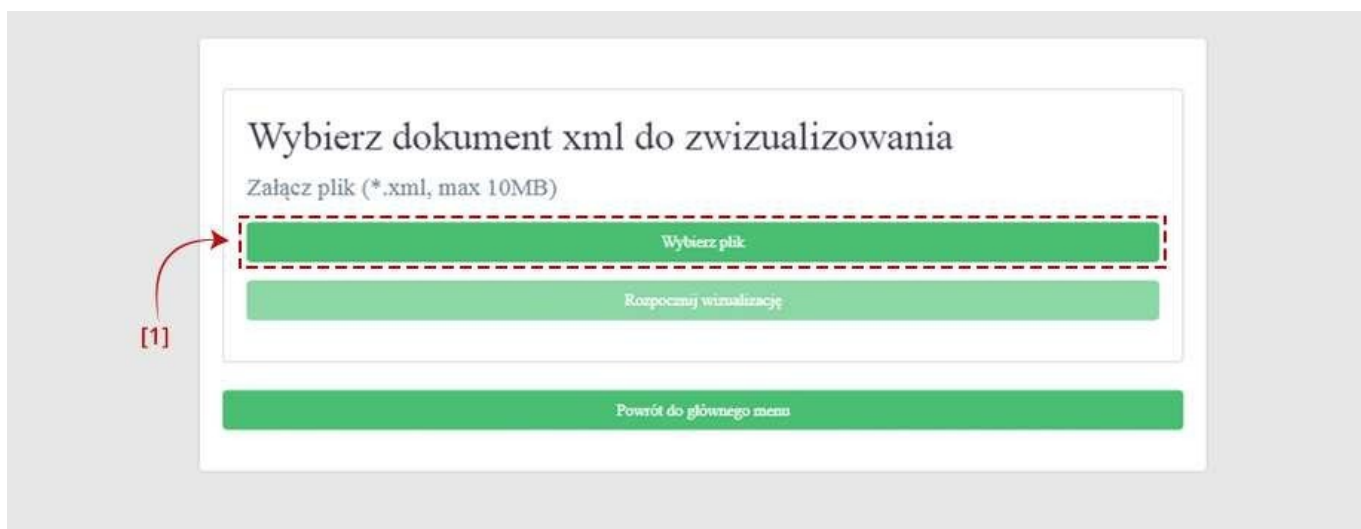 Wybierz dokument xml do zwizualizowania
Załącz plik (*.xml, max 10MB)
Wybierz plik
Rozpocznij wizualizację
[1]
Powrót do głównego menu